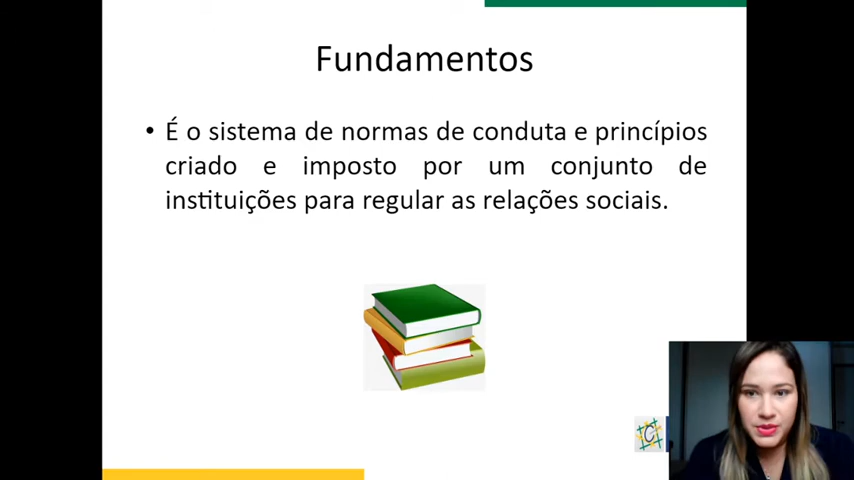 Fundamentos
• É o sistema de normas de conduta e princípios
criado e imposto por um conjunto de
instituições para regular as relações sociais.
C